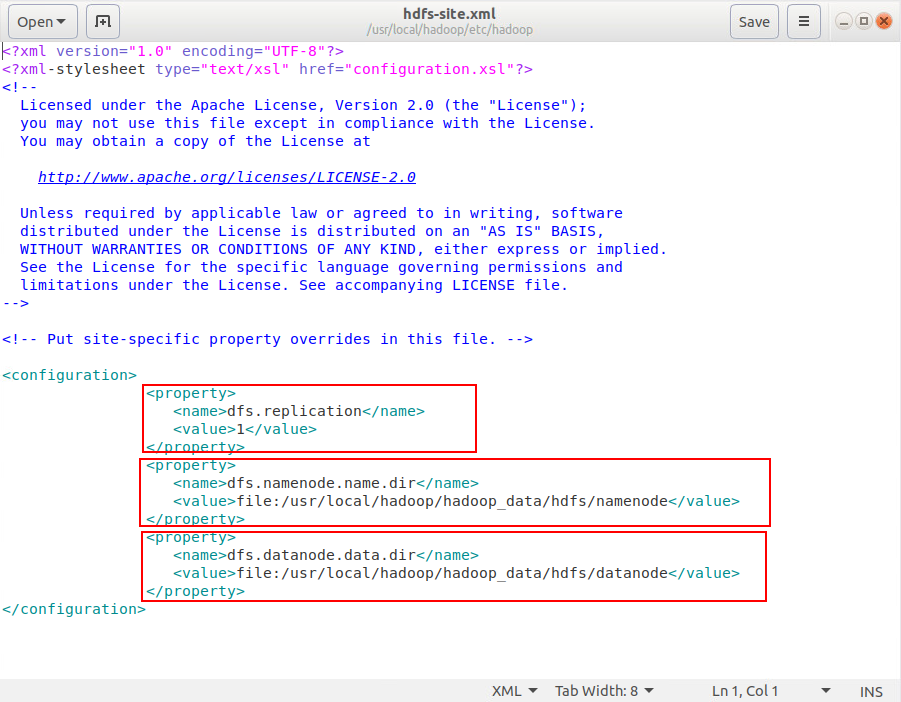 Open
hdfs-site.xml
/usr/local/hadoop/etc/hadoop
Save
<?xml version="1.0" encoding="UTF-8"?>
<?xml-stylesheet type="text/xsl" href="configuration.xsl"?>
<!--
  Licensed under the Apache License, Version 2.0 (the "License");
  you may not use this file except in compliance with the License.
  You may obtain a copy of the License at

    http://www.apache.org/licenses/LICENSE-2.0

  Unless required by applicable law or agreed to in writing, software
  distributed under the License is distributed on an "AS IS" BASIS,
  WITHOUT WARRANTIES OR CONDITIONS OF ANY KIND, either express or implied.
  See the License for the specific language governing permissions and
  limitations under the License. See accompanying LICENSE file.
-->

<!-- Put site-specific property overrides in this file. -->

<configuration>
                <property>
                   <name>dfs.replication</name>
                   <value>1</value>
                </property>
                <property>
                   <name>dfs.namenode.name.dir</name>
                   <value>file:/usr/local/hadoop/hadoop_data/hdfs/namenode</value>
                </property>
                <property>
                   <name>dfs.datanode.data.dir</name>
                   <value>file:/usr/local/hadoop/hadoop_data/hdfs/datanode</value>
                </property>
</configuration>
XML Tab Width: 8 Ln 1, Col 1 INS